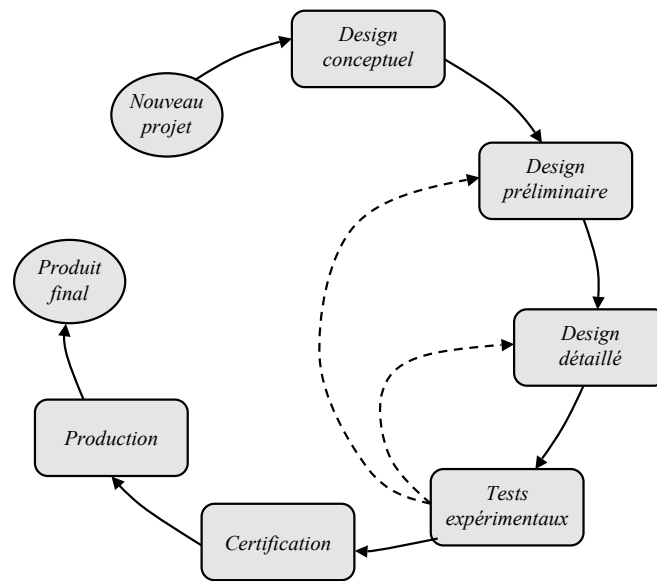 Design
conceptuel
Nouveau
projet
Design
préliminaire
Produit
final
Design
détaillé
Production
Tests
expérimentaux
Certification